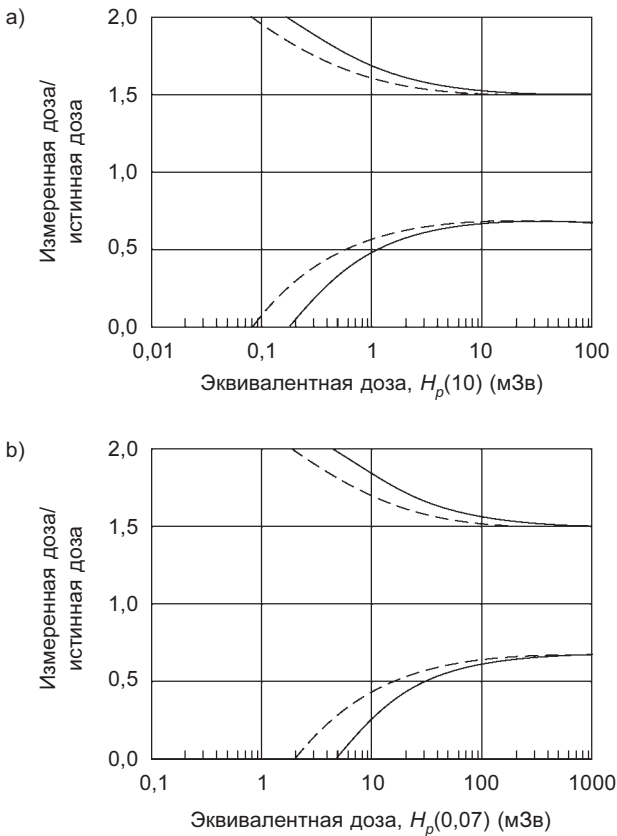 a)
2,0
1,5
1,0
0,5
0,0
Измеренная доза/
истинная доза
0,01 0,1 1 10 100
Эквивалентная доза, Hp(10) (мЗв)
b)
2,0
1,5
1,0
0,5
0,0
Измеренная доза/
истинная доза
0,1 1 10 100 1000
Эквивалентная доза, Hp(0,07) (мЗв)